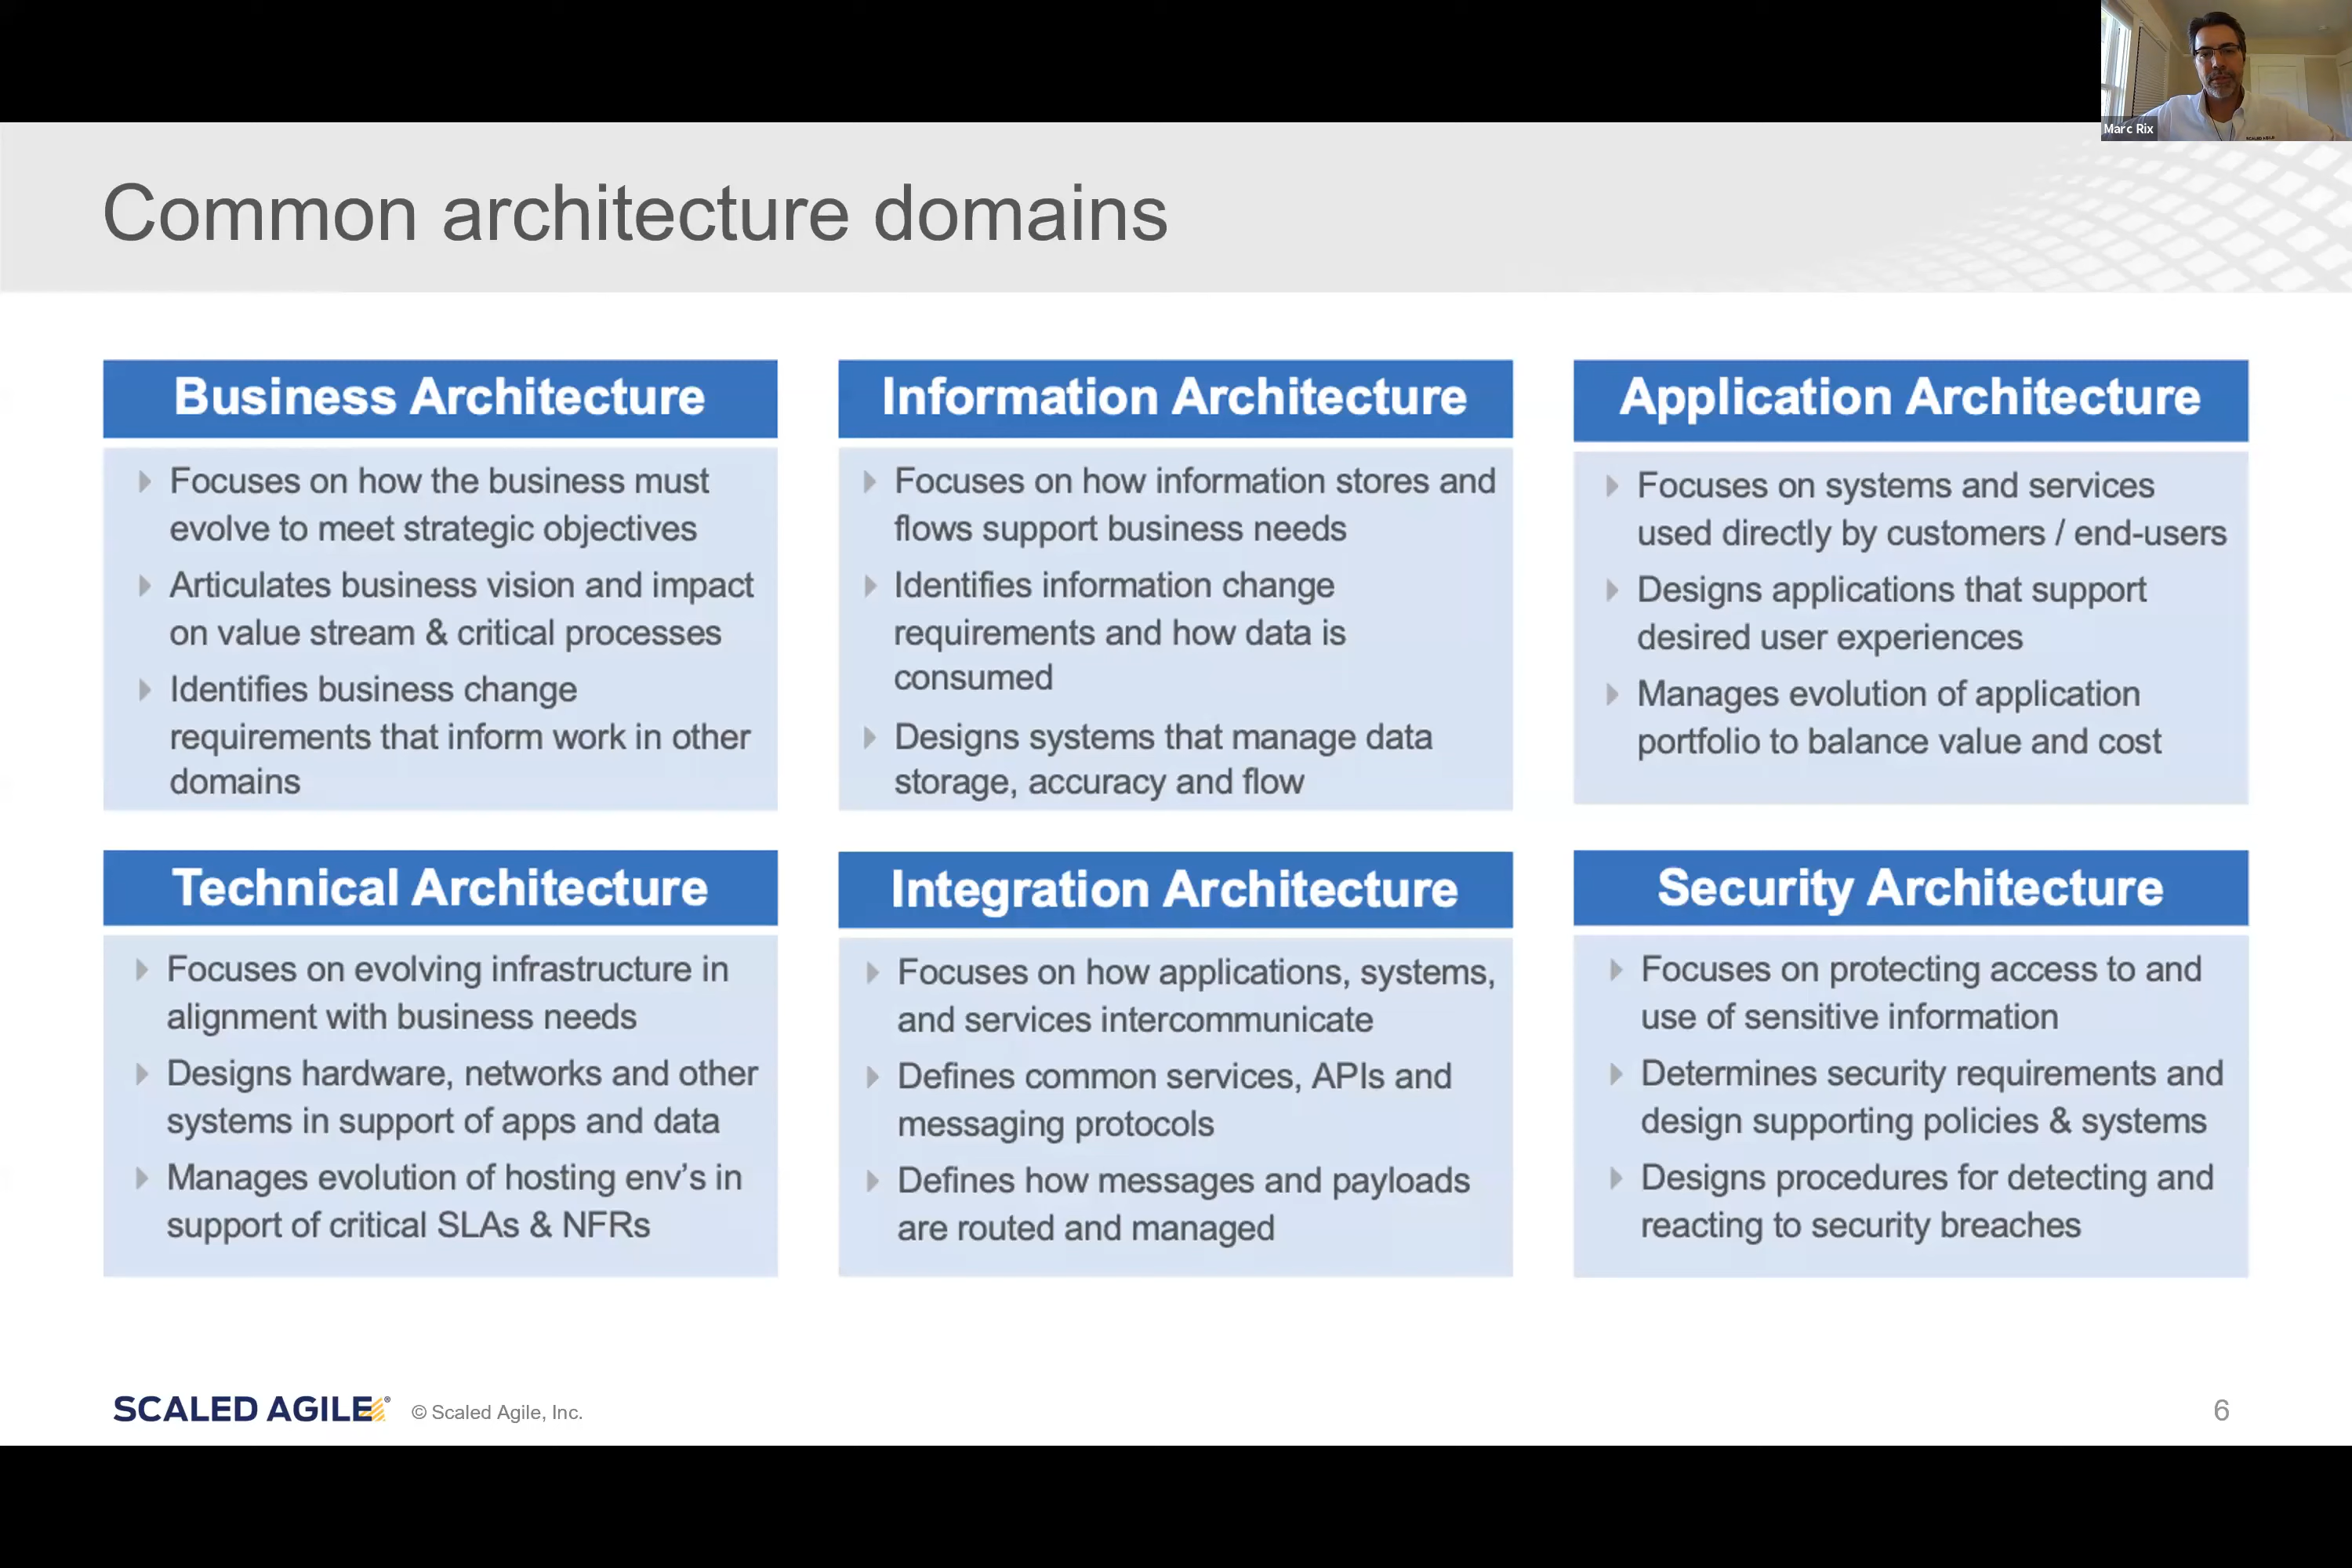 Marc Rix
Common architecture domains
Business Architecture
Focuses on how the business must
evolve to meet strategic objectives
Articulates business vision and impact
on value stream & critical processes
Identifies business change
requirements that inform work in other
domains
Information Architecture
Focuses on how information stores and
flows support business needs
Identifies information change
requirements and how data is
consumed
Designs systems that manage data
storage, accuracy and flow
Application Architecture
Focuses on systems and services
used directly by customers / end-users
Designs applications that support
desired user experiences
Manages evolution of application
portfolio to balance value and cost
Technical Architecture
Focuses on evolving infrastructure in
alignment with business needs
Designs hardware, networks and other
systems in support of apps and data
Manages evolution of hosting env’s in
support of critical SLAs & NFRs
Integration Architecture
Focuses on how applications, systems,
and services intercommunicate
Defines common services, APIs and
messaging protocols
Defines how messages and payloads
are routed and managed
Security Architecture
Focuses on protecting access to and
use of sensitive information
Determines security requirements and
design supporting policies & systems
Designs procedures for detecting and
reacting to security breaches
SCALED AGILE® © Scaled Agile, Inc.
6